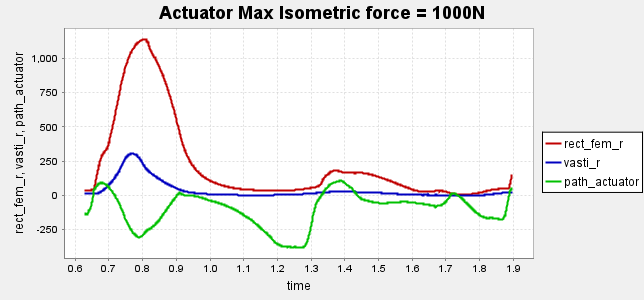 Actuator Max Isometric force = 1000N
rect_fem_r, vasti_r, path_actuator
1,000
750
500
250
0
-250
0.6 0.7 0.8 0.9 1.0 1.1 1.2 1.3 1.4 1.5 1.6 1.7 1.8 1.9
time
rect_fem_r
vasti_r
path_actuator